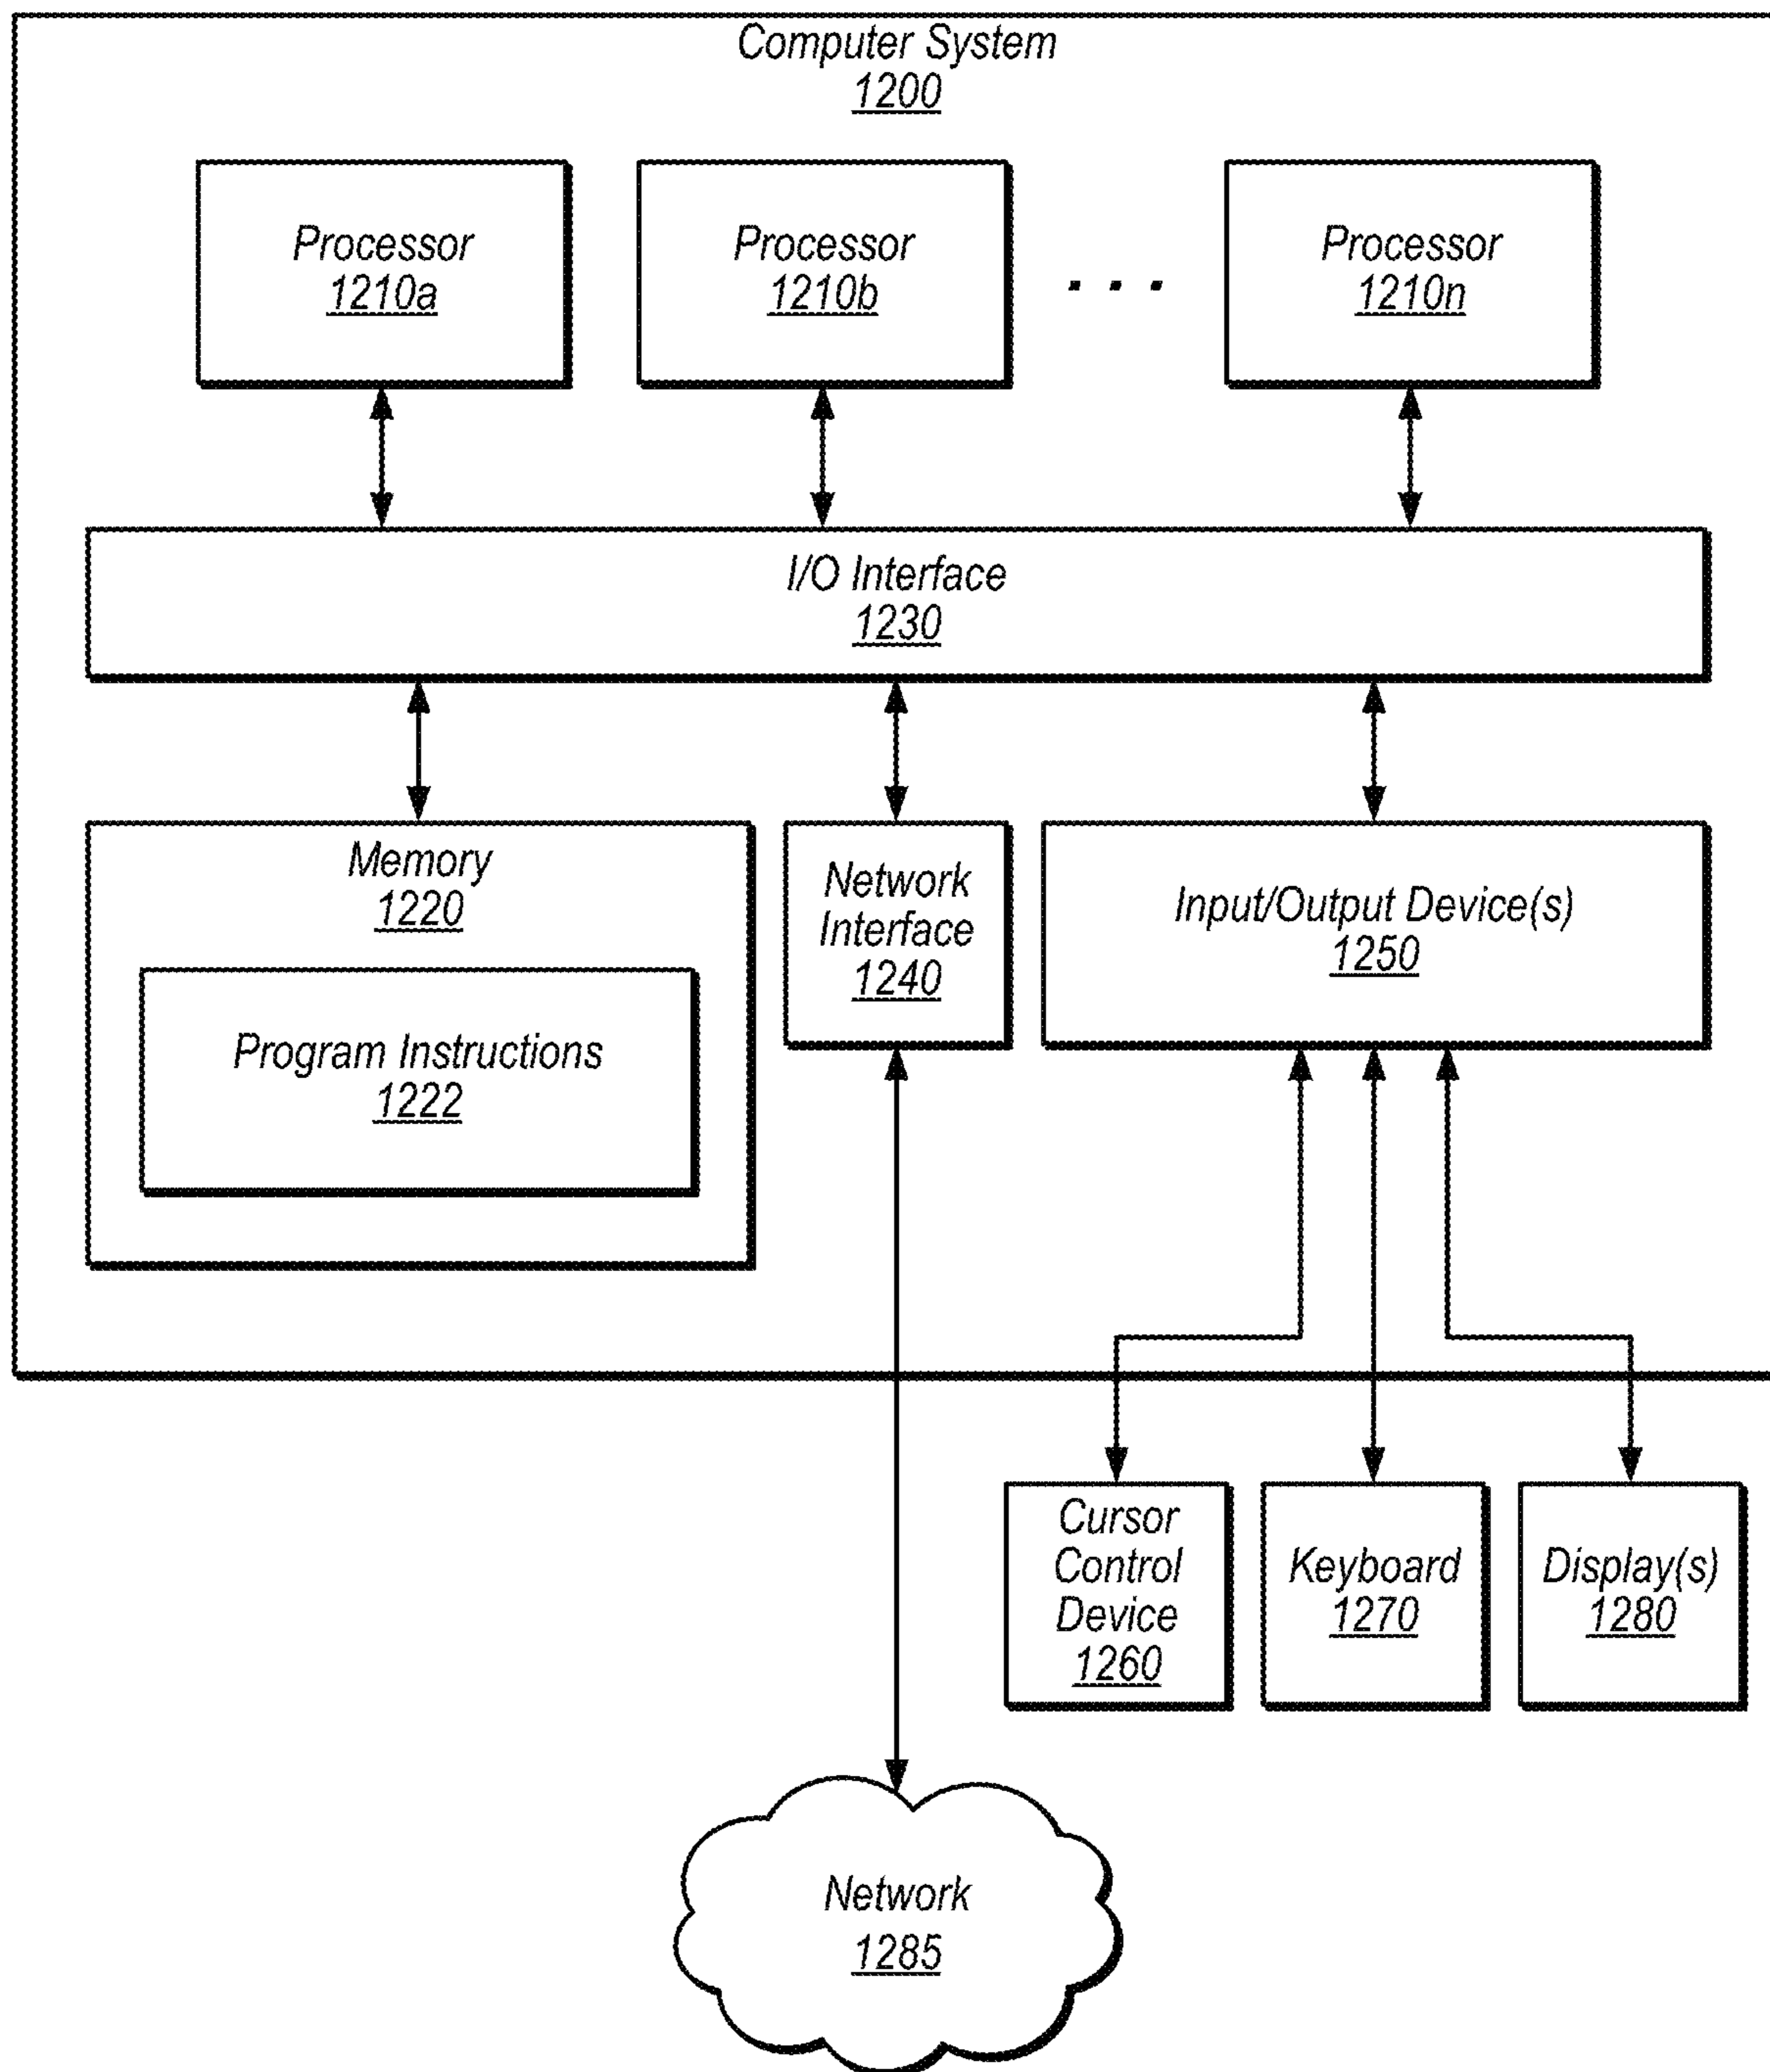 Computer System
1200
Processor
1210a
Processor
1210b
. . .
Processor
1210n
I/O Interface
1230
Memory
1220
Program Instructions
1222
Network
Interface
1240
Input/Output Device(s)
1250
Cursor
Control
Device
1260
Keyboard
1270
Display(s)
1280
Network
1285